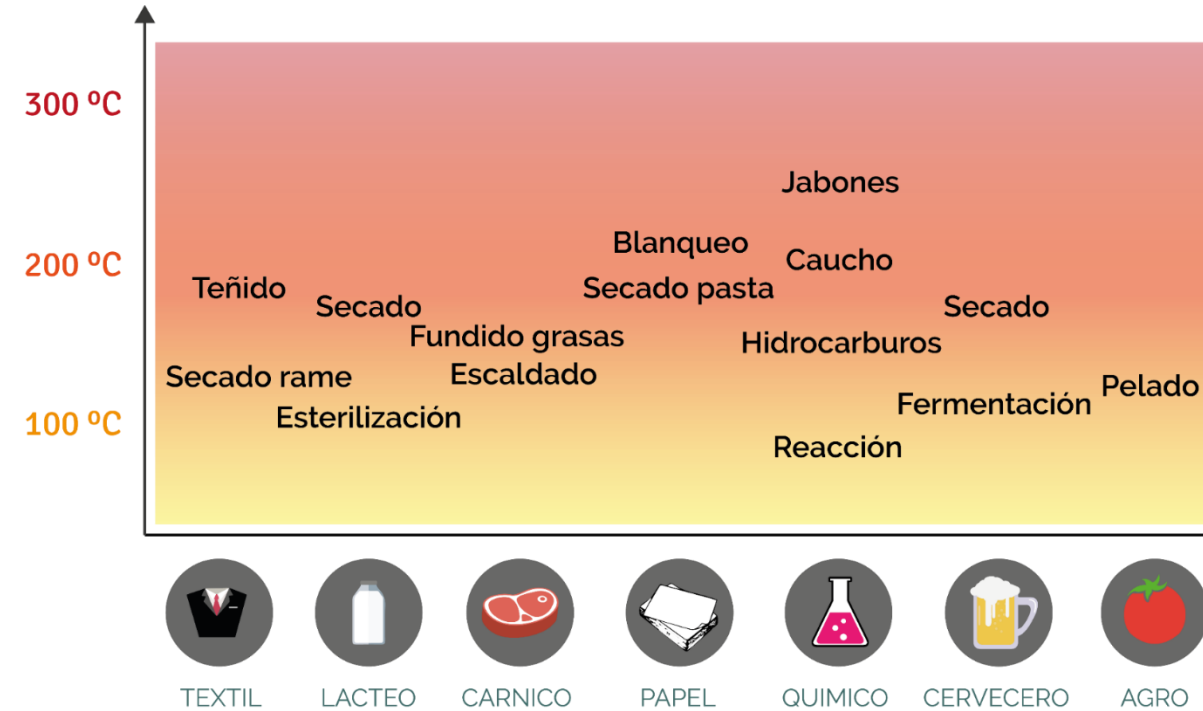 300 ºC
Jabones
Blanqueo
200 ºC
Caucho
Teñido
Secado pasta
Secado
Secado
Fundido grasas
Hidrocarburos
Secado rame
Escaldado
Pelado
Fermentación
100 ºC
Esterilización
Reacción
TEXTIL
LACTEO
CARNICO
PAPEL
QUIMICO
CERVECERO
AGRO